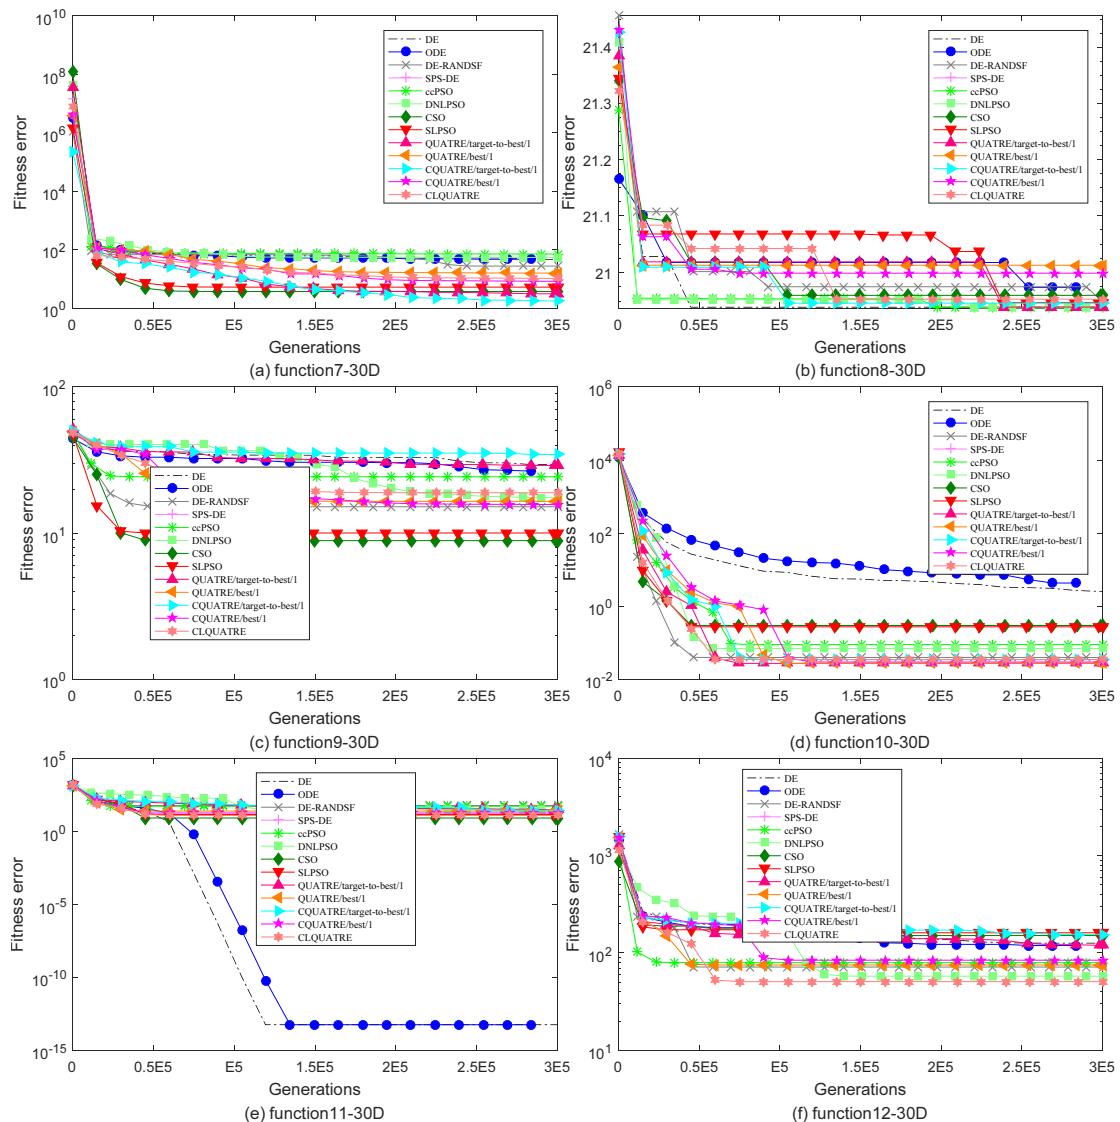 10^10
10^8
10^6
10^4
10^2
10^0
Fitness error
0
0.5E5
E5
1.5E5
2E5
2.5E5
3E5
Generations
DE
ODE
DE-RANDSF
SPS-DE
ccPSO
DNLPSO
CSO
SLPSO
QUATRE/target-to-best/1
QUATRE/best/1
CQUATRE/target-to-best/1
CQUATRE/best/1
CLQUATRE
(a) function7-30D
21.4
21.3
21.2
21.1
21
Fitness error
0
0.5E5
E5
1.5E5
2E5
2.5E5
3E5
Generations
DE
ODE
DE-RANDSF
SPS-DE
ccPSO
DNLPSO
CSO
SLPSO
QUATRE/target-to-best/1
QUATRE/best/1
CQUATRE/target-to-best/1
CQUATRE/best/1
CLQUATRE
(b) function8-30D
10^2
10^1
10^0
Fitness error
0
0.5E5
E5
1.5E5
2E5
2.5E5
3E5
Generations
DE
ODE
DE-RANDSF
SPS-DE
ccPSO
DNLPSO
CSO
SLPSO
QUATRE/target-to-best/1
QUATRE/best/1
CQUATRE/target-to-best/1
CQUATRE/best/1
CLQUATRE
(c) function9-30D
10^6
10^4
10^2
10^0
10^-2
Fitness error
0
0.5E5
E5
1.5E5
2E5
2.5E5
3E5
Generations
DE
ODE
DE-RANDSF
SPS-DE
ccPSO
DNLPSO
CSO
SLPSO
QUATRE/target-to-best/1
QUATRE/best/1
CQUATRE/target-to-best/1
CQUATRE/best/1
CLQUATRE
(d) function10-30D
10^5
10^0
10^-5
10^-10
10^-15
Fitness error
0
0.5E5
E5
1.5E5
2E5
2.5E5
3E5
Generations
DE
ODE
DE-RANDSF
SPS-DE
ccPSO
DNLPSO
CSO
SLPSO
QUATRE/target-to-best/1
QUATRE/best/1
CQUATRE/target-to-best/1
CQUATRE/best/1
CLQUATRE
(e) function11-30D
10^4
10^3
10^2
10^1
Fitness error
0
0.5E5
E5
1.5E5
2E5
2.5E5
3E5
Generations
DE
ODE
DE-RANDSF
SPS-DE
ccPSO
DNLPSO
CSO
SLPSO
QUATRE/target-to-best/1
QUATRE/best/1
CQUATRE/target-to-best/1
CQUATRE/best/1
CLQUATRE
(f) function12-30D